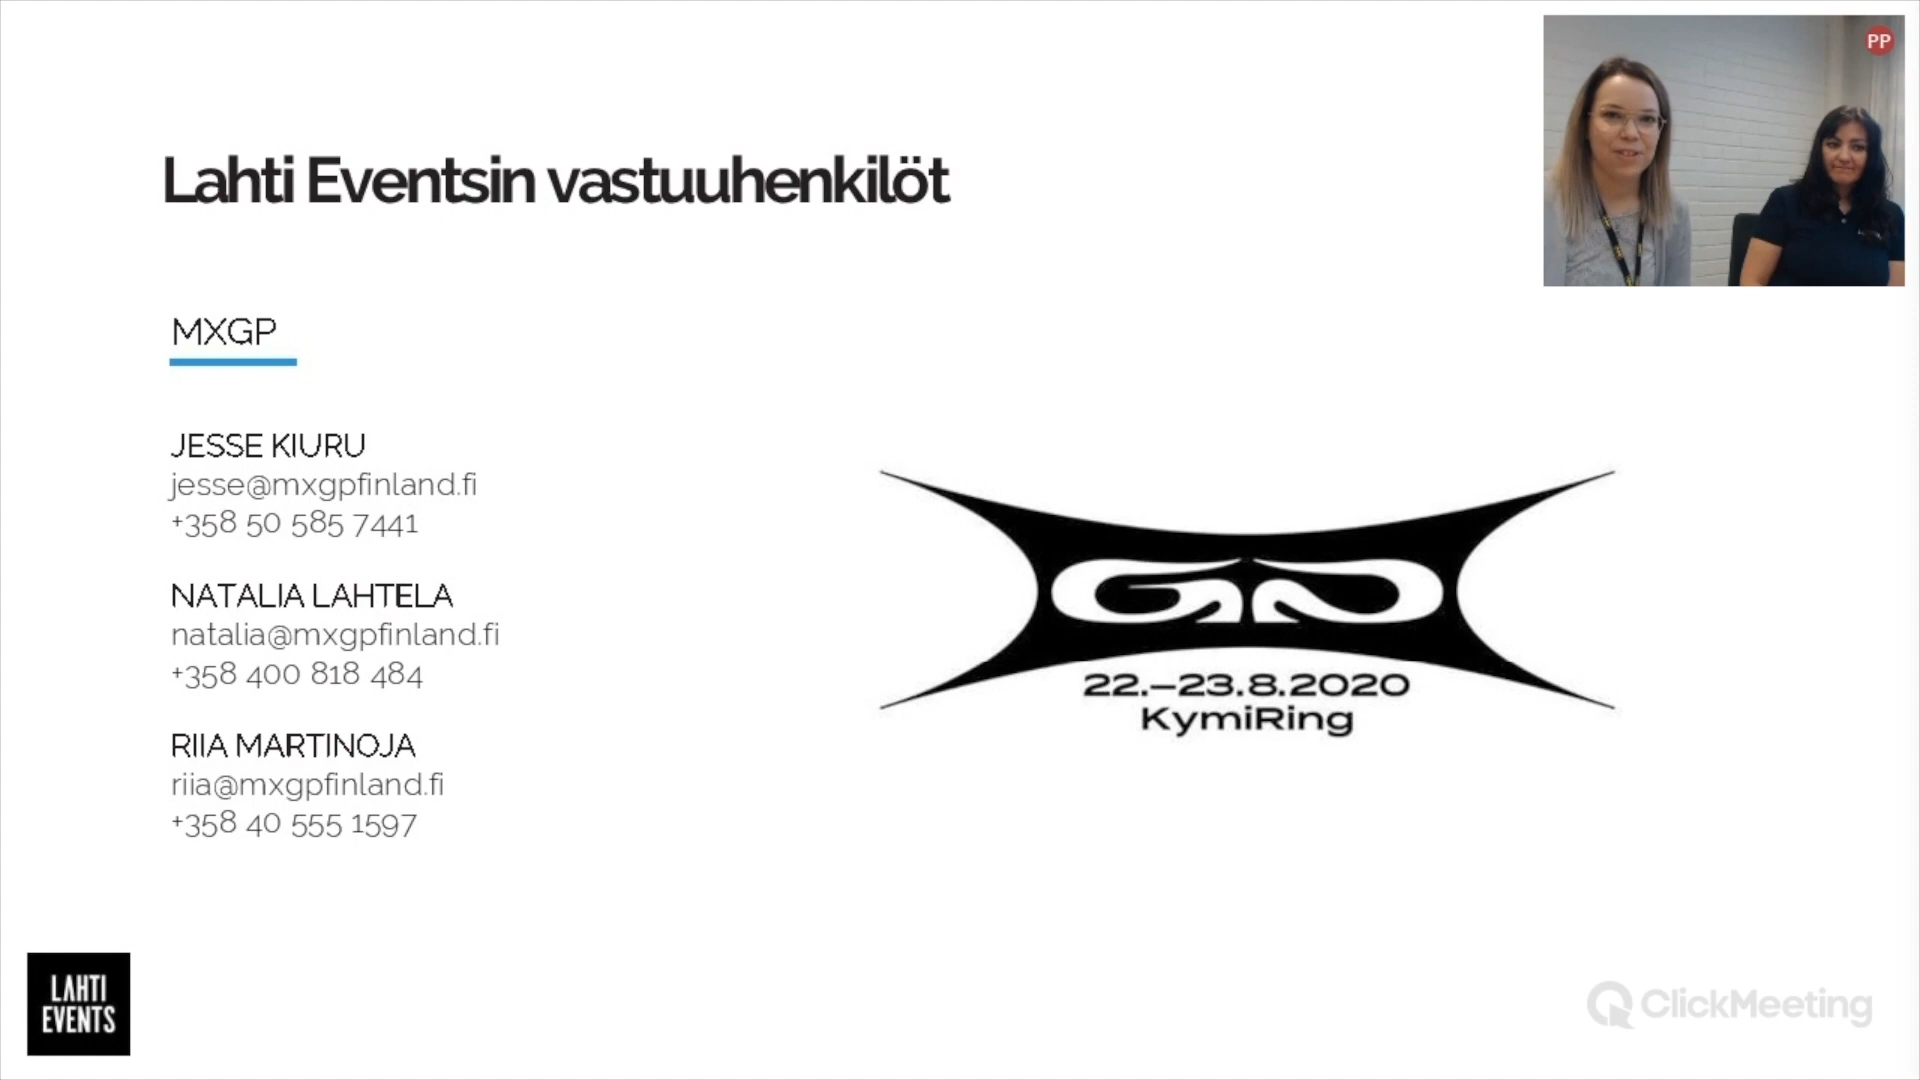 PP
Lahti Eventsin vastuuhenkilöt
MXGP
JESSE KIURU
jesse@mxgpfinland.fi
+358 50 585 7441
NATALIA LAHTELA
natalia@mxgpfinland.fi
+358 400 818 484
RIIA MARTINOJA
riia@mxgpfinland.fi
+358 40 555 1597
22.–23.8.2020
KymiRing
LAHTI
EVENTS
ClickMeeting